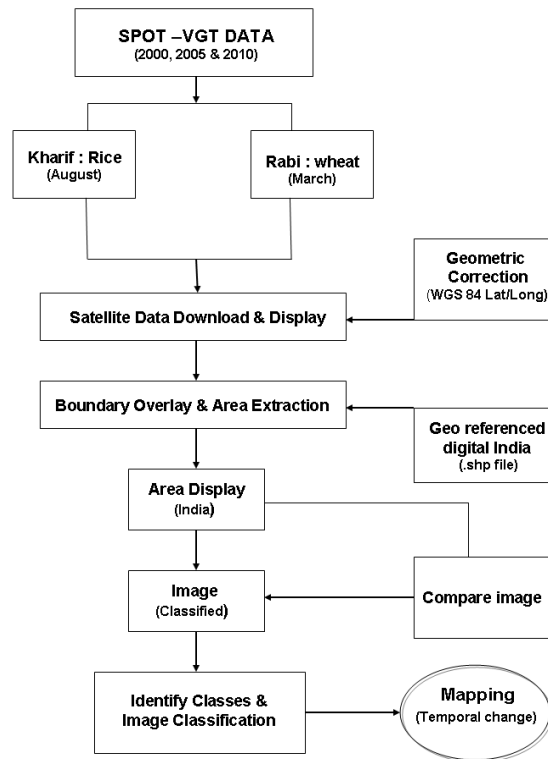 SPOT –VGT DATA
(2000, 2005 & 2010)
Kharif : Rice
(August)
Rabi : wheat
(March)
Geometric
Correction
(WGS 84 Lat/Long)
Satellite Data Download & Display
Boundary Overlay & Area Extraction
Geo referenced
digital India
(.shp file)
Area Display
(India)
Image
(Classified)
Compare image
Identify Classes &
Image Classification
Mapping
(Temporal change)